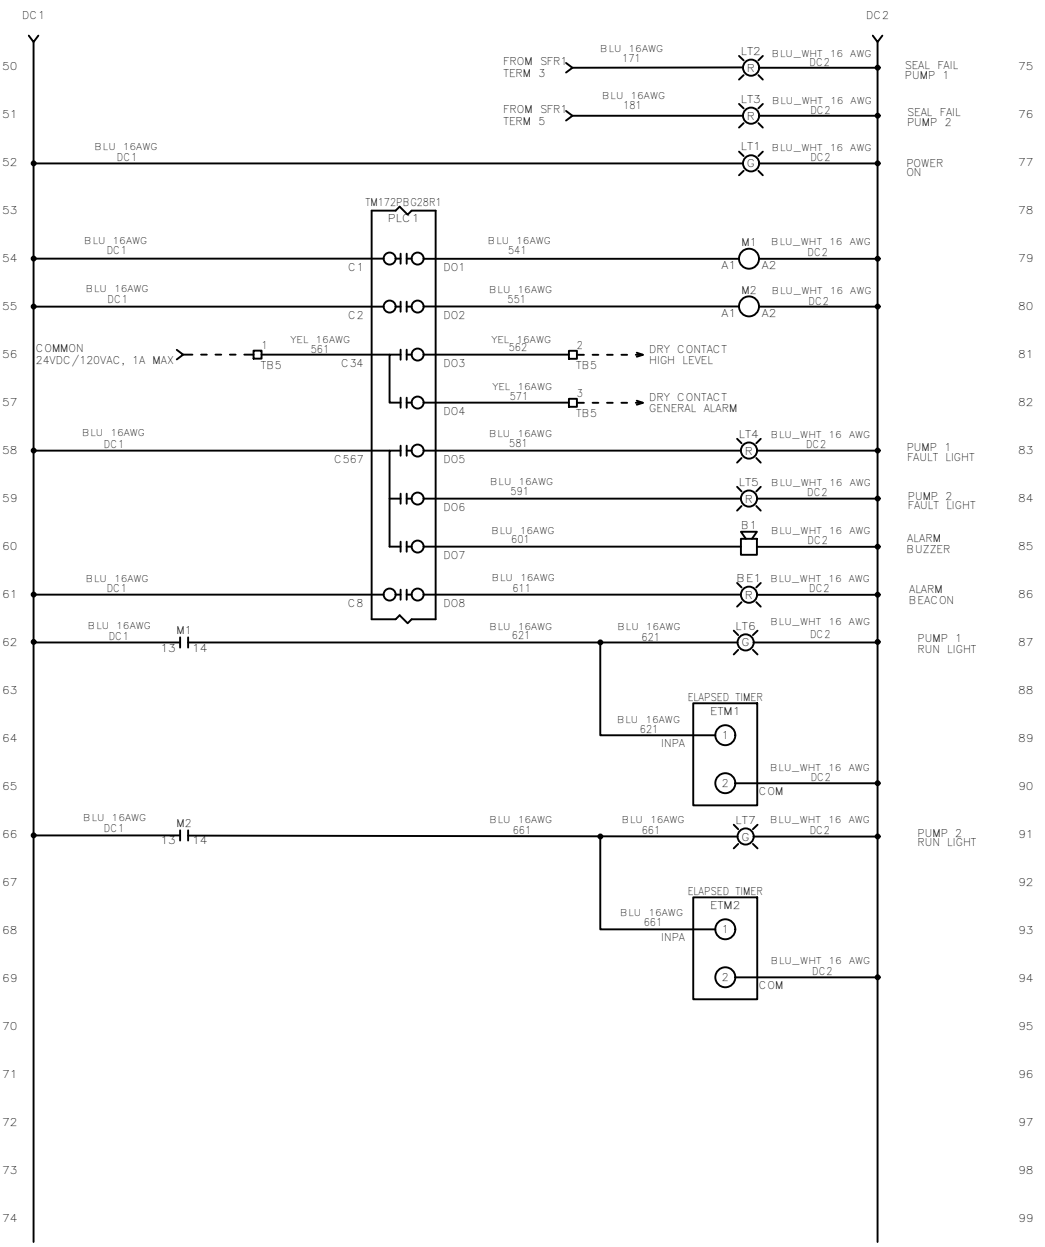 DC1
DC2
50
FROM SFR1
TERM 3
BLU 16AWG
171
LT2
R
BLU_WHT 16 AWG
DC2
SEAL FAIL
PUMP 1
75
51
FROM SFR1
TERM 5
BLU 16AWG
181
LT3
R
BLU_WHT 16 AWG
DC2
SEAL FAIL
PUMP 2
76
52
BLU 16AWG
DC1
LT1
G
BLU_WHT 16 AWG
DC2
POWER
ON
77
53
TM172PBG28R1
PLC1
78
54
BLU 16AWG
DC1
C1
DO1
BLU 16AWG
541
M1
A1 A2
BLU_WHT 16 AWG
DC2
79
55
BLU 16AWG
DC1
C2
DO2
BLU 16AWG
551
M2
A1 A2
BLU_WHT 16 AWG
DC2
80
56
COMMON
24VDC/120VAC, 1A MAX
1
TB5
YEL 16AWG
561
C34
DO3
YEL 16AWG
562
2
TB5
DRY CONTACT
HIGH LEVEL
81
57
DO4
YEL 16AWG
571
3
TB5
DRY CONTACT
GENERAL ALARM
82
58
BLU 16AWG
DC1
C567
DO5
BLU 16AWG
581
LT4
R
BLU_WHT 16 AWG
DC2
PUMP 1
FAULT LIGHT
83
59
DO6
BLU 16AWG
591
LT5
R
BLU_WHT 16 AWG
DC2
PUMP 2
FAULT LIGHT
84
60
DO7
BLU 16AWG
601
B1
BLU_WHT 16 AWG
DC2
ALARM
BUZZER
85
61
BLU 16AWG
DC1
C8
DO8
BLU 16AWG
611
BE1
R
BLU_WHT 16 AWG
DC2
ALARM
BEACON
86
62
BLU 16AWG
DC1
M1
13 14
BLU 16AWG
621
BLU 16AWG
621
LT6
G
BLU_WHT 16 AWG
DC2
PUMP 1
RUN LIGHT
87
63
ELAPSED TIMER
ETM1
88
64
BLU 16AWG
621
INPA
1
89
65
2
COM
BLU_WHT 16 AWG
DC2
90
66
BLU 16AWG
DC1
M2
13 14
BLU 16AWG
661
BLU 16AWG
661
LT7
G
BLU_WHT 16 AWG
DC2
PUMP 2
RUN LIGHT
91
67
ELAPSED TIMER
ETM2
92
68
BLU 16AWG
661
INPA
1
93
69
2
COM
BLU_WHT 16 AWG
DC2
94
70
95
71
96
72
97
73
98
74
99